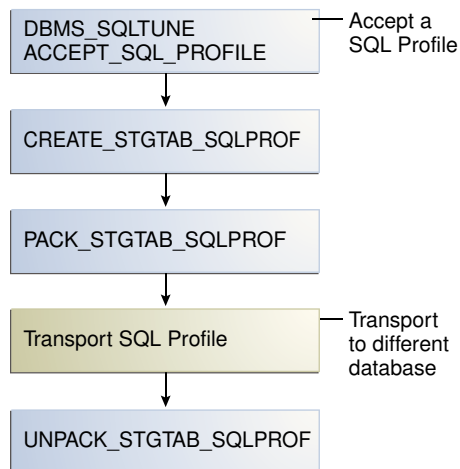 DBMS_SQLTUNE
ACCEPT_SQL_PROFILE
Accept a
SQL Profile
CREATE_STGTAB_SQLPROF
PACK_STGTAB_SQLPROF
Transport SQL Profile
Transport
to different
database
UNPACK_STGTAB_SQLPROF